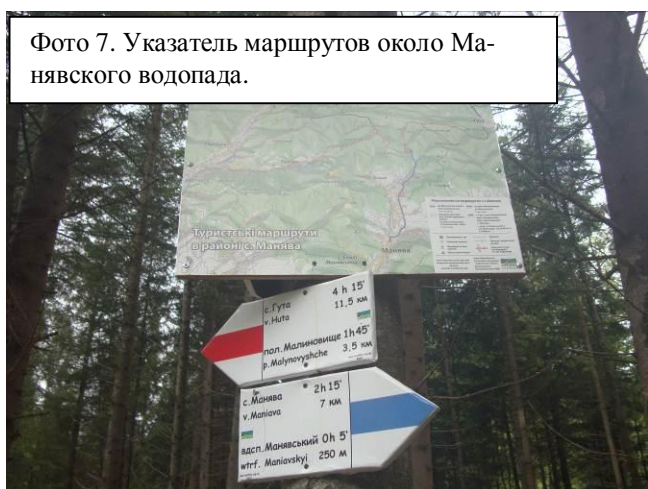 Фото 7. Указатель маршрутов около Ма-
нявского водопада.
Туристські маршрути
в районі с. Манява
Манява
с.Гута 4 h 15'
v.Huta 11,5 км
пол.Малиновище 1h45'
p.Malynovyshche 3,5 км
с.Манява 2h 15'
v.Maniava 7 км
вдсп.Манявський 0h 5'
wtrf. Maniavskyi 250 м